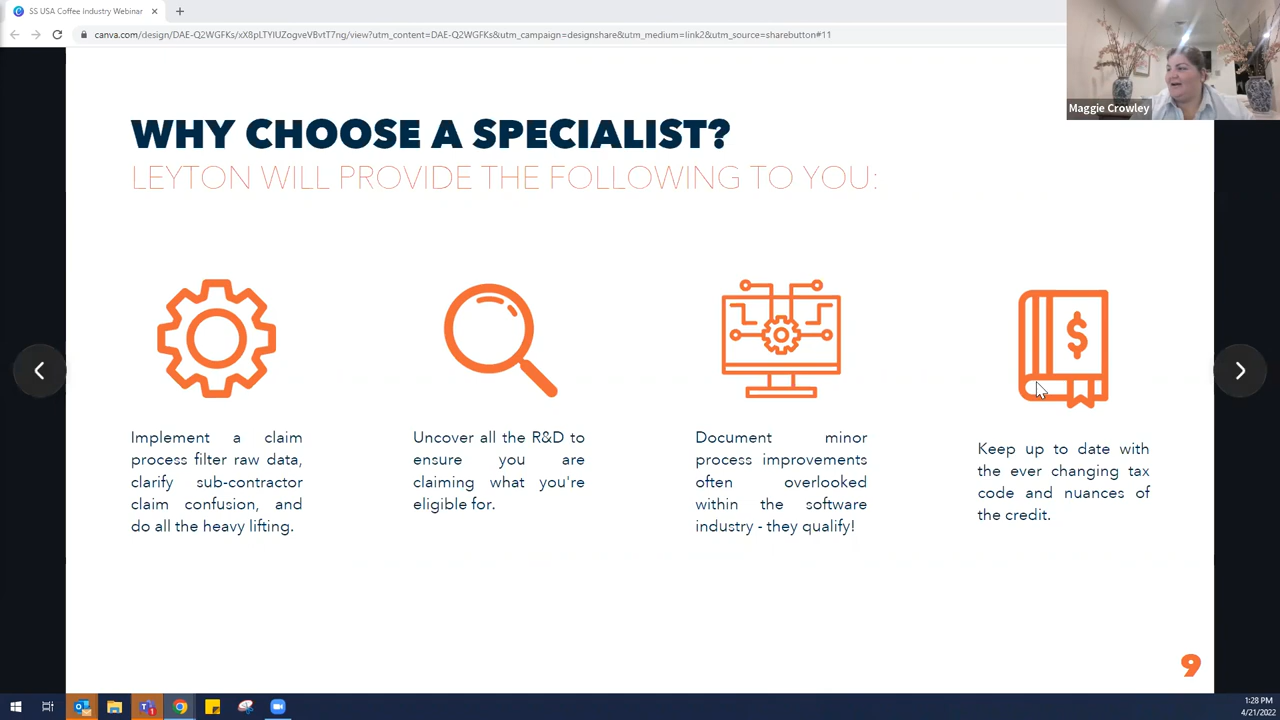 SS USA Coffee Industry Webinar
canva.com/design/DAE-Q2WGFKs/xX8pLTYIUZogveVBvtT7ng/view?utm_content=DAE-Q2WGFKs&utm_campaign=designshare&utm_medium=link2&utm_source=sharebutton#11
Maggie Crowley
WHY CHOOSE A SPECIALIST?
LEYTON WILL PROVIDE THE FOLLOWING TO YOU:
Implement a claim
process filter raw data,
clarify sub-contractor
claim confusion, and
do all the heavy lifting.
Uncover all the R&D to
ensure you are
claiming what you're
eligible for.
Document minor
process improvements
often overlooked
within the software
industry - they qualify!
Keep up to date with
the ever changing tax
code and nuances of
the credit.
9
1:28 PM
4/21/2022